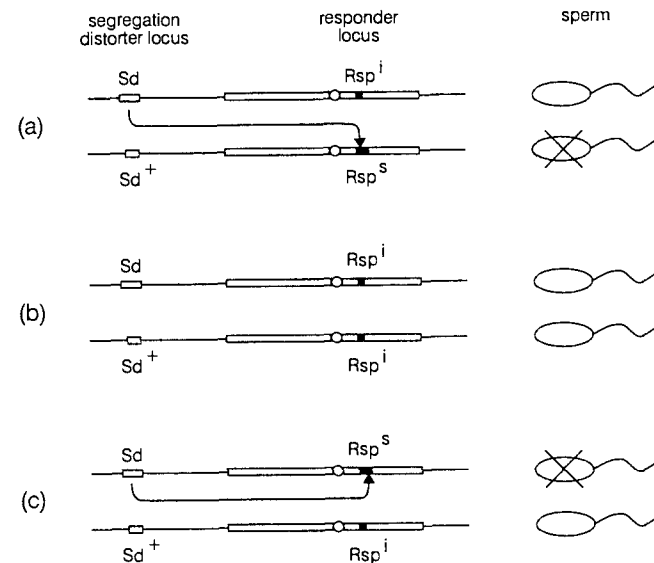 segregation
distorter locus
responder
locus
sperm
(a)
Sd
Rsp i
Sd +
Rsp s
(b)
Sd
Rsp i
Sd +
Rsp i
(c)
Sd
Rsp s
Sd +
Rsp i